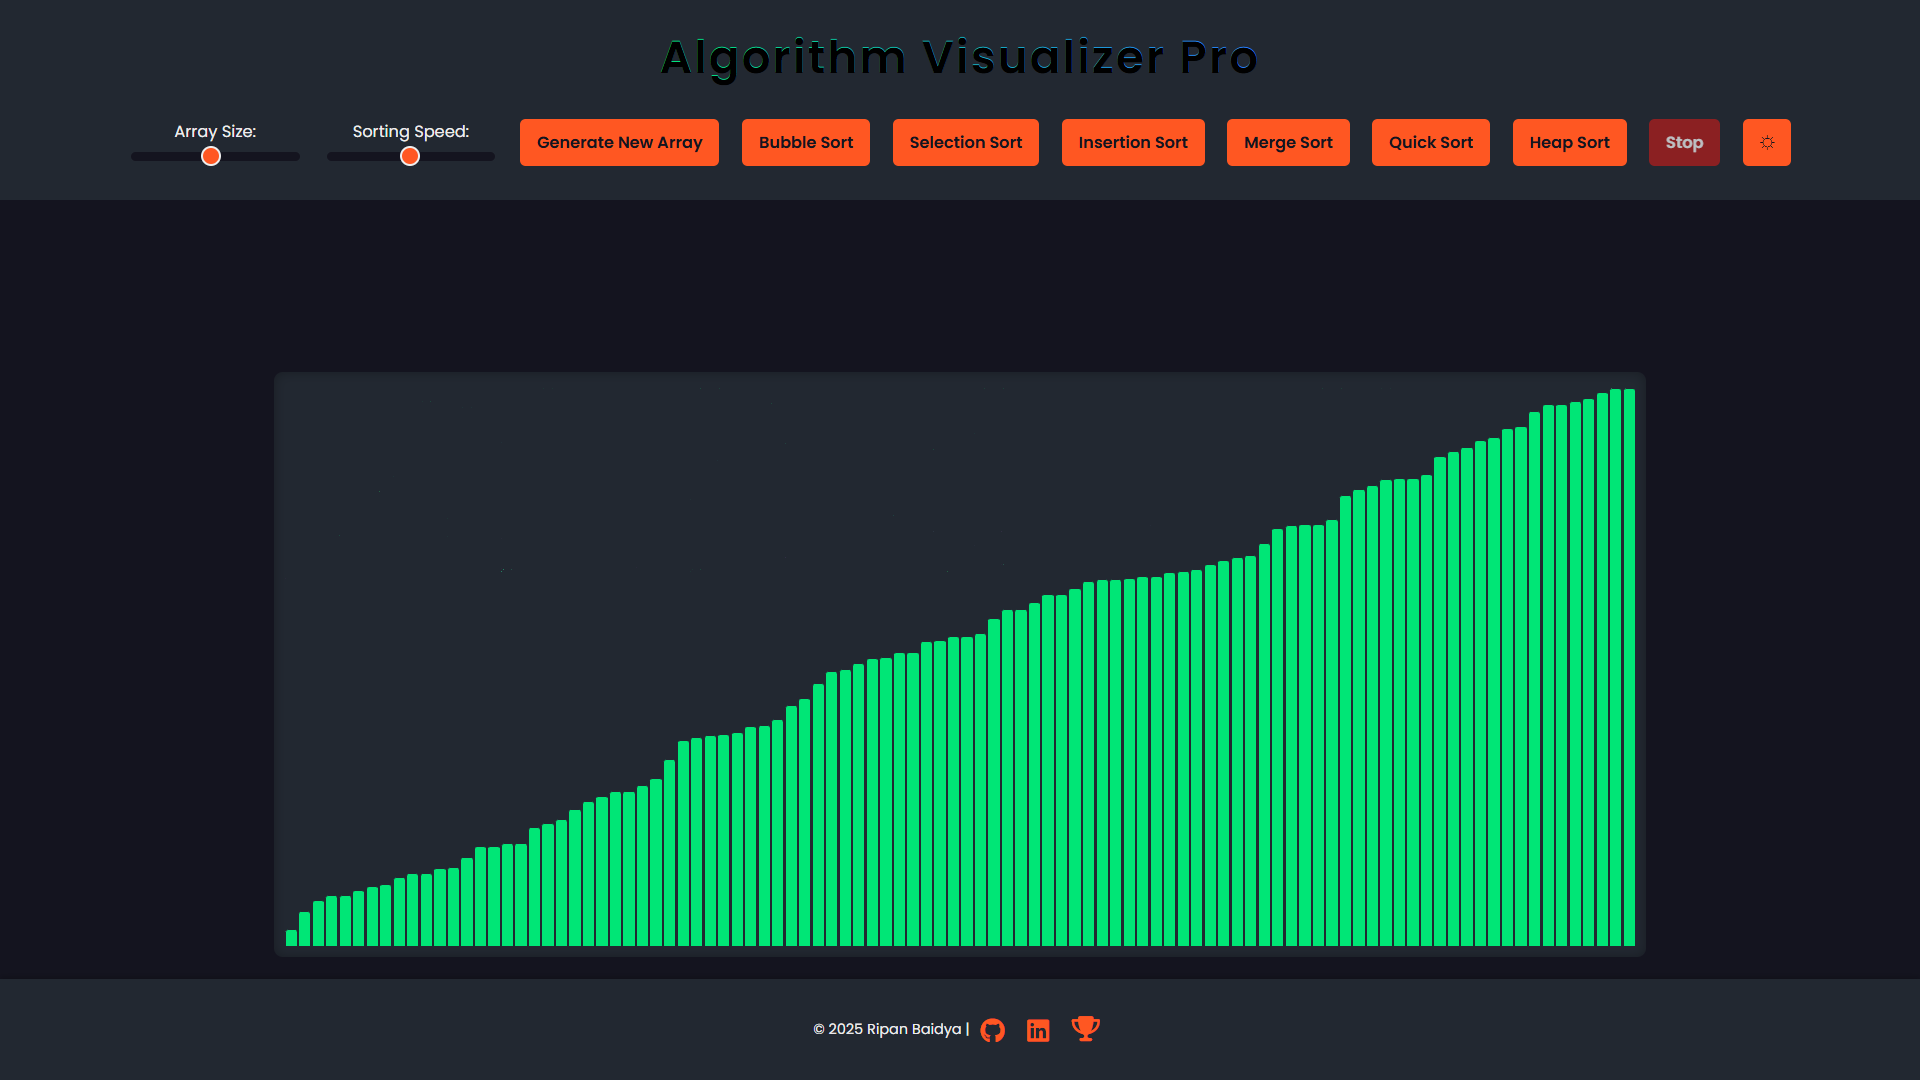 Algorithm Visualizer Pro
Array Size:
Sorting Speed:
Generate New Array
Bubble Sort
Selection Sort
Insertion Sort
Merge Sort
Quick Sort
Heap Sort
Stop
© 2025 Ripan Baidya |